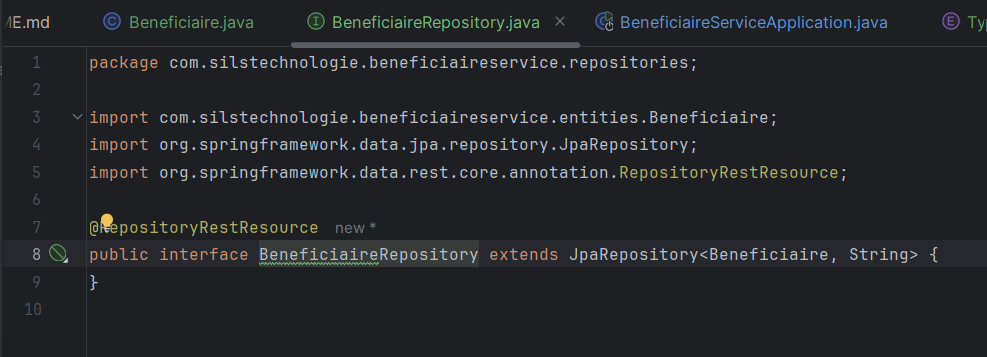 ME.md Beneficiaire.java BeneficiaireRepository.java BeneficiaireServiceApplication.java Typ
1 package com.silstechnologie.beneficiaireservice.repositories;
2
3 import com.silstechnologie.beneficiaireservice.entities.Beneficiaire;
4 import org.springframework.data.jpa.repository.JpaRepository;
5 import org.springframework.data.rest.core.annotation.RepositoryRestResource;
6
7 @RepositoryRestResource new *
8 public interface BeneficiaireRepository extends JpaRepository<Beneficiaire, String> {
9 }
10